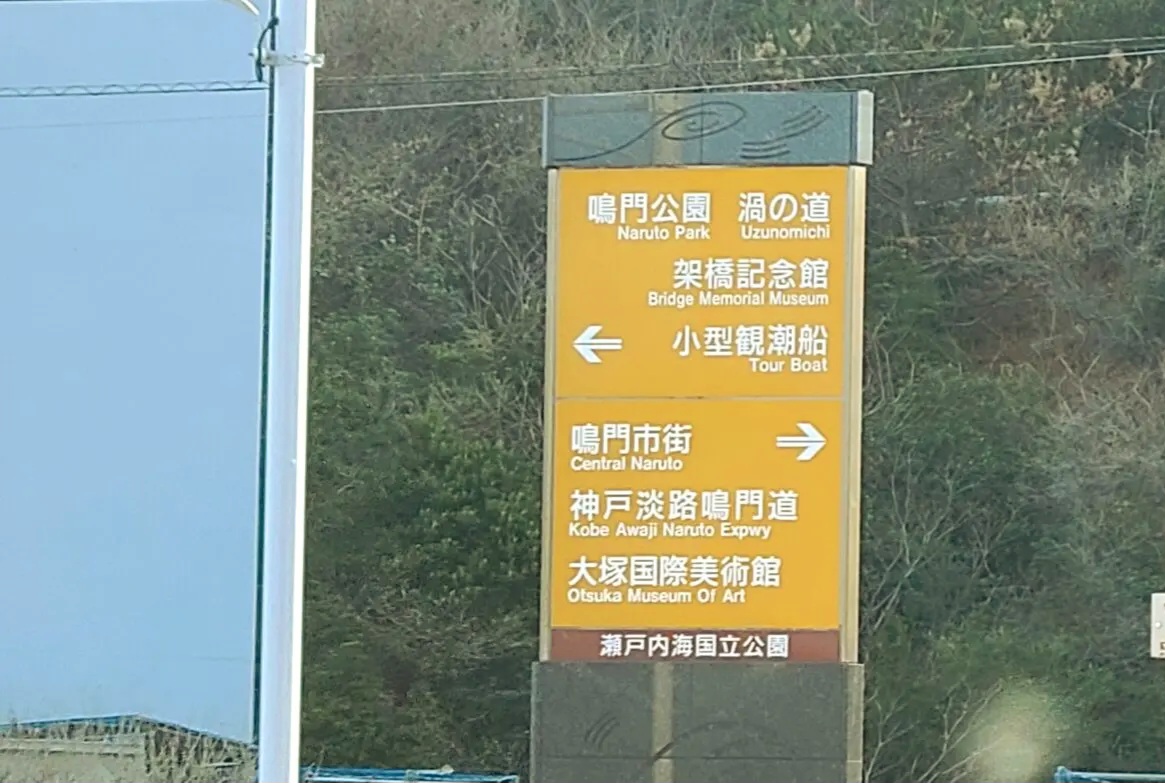 鳴門公園 渦の道
Naruto Park Uzunomichi
架橋記念館
Bridge Memorial Museum
← 小型観潮船
Tour Boat
鳴門市街 →
Central Naruto
神戸淡路鳴門道
Kobe Awaji Naruto Expwy
大塚国際美術館
Otsuka Museum Of Art
瀬戸内海国立公園